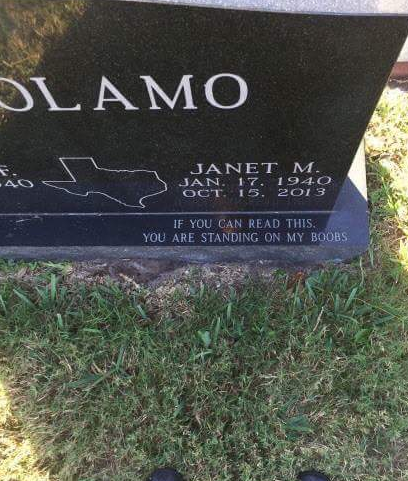 OLAMO
F.
JANET M.
940
JAN. 17, 1940
OCT. 15, 2013
IF YOU CAN READ THIS,
YOU ARE STANDING ON MY BOOBS